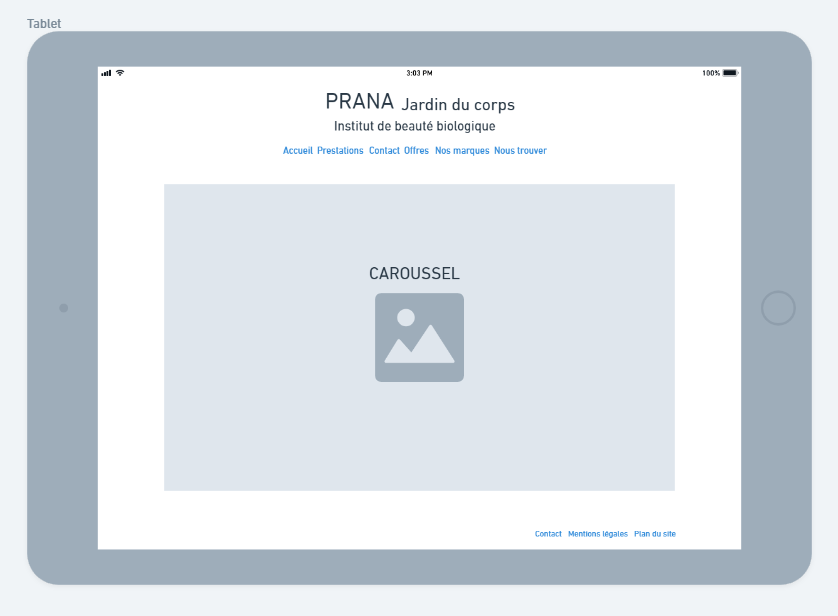 Tablet
3:03 PM 100%
PRANA Jardin du corps
Institut de beauté biologique
Accueil Prestations Contact Offres Nos marques Nous trouver
CAROUSSEL
Contact Mentions légales Plan du site